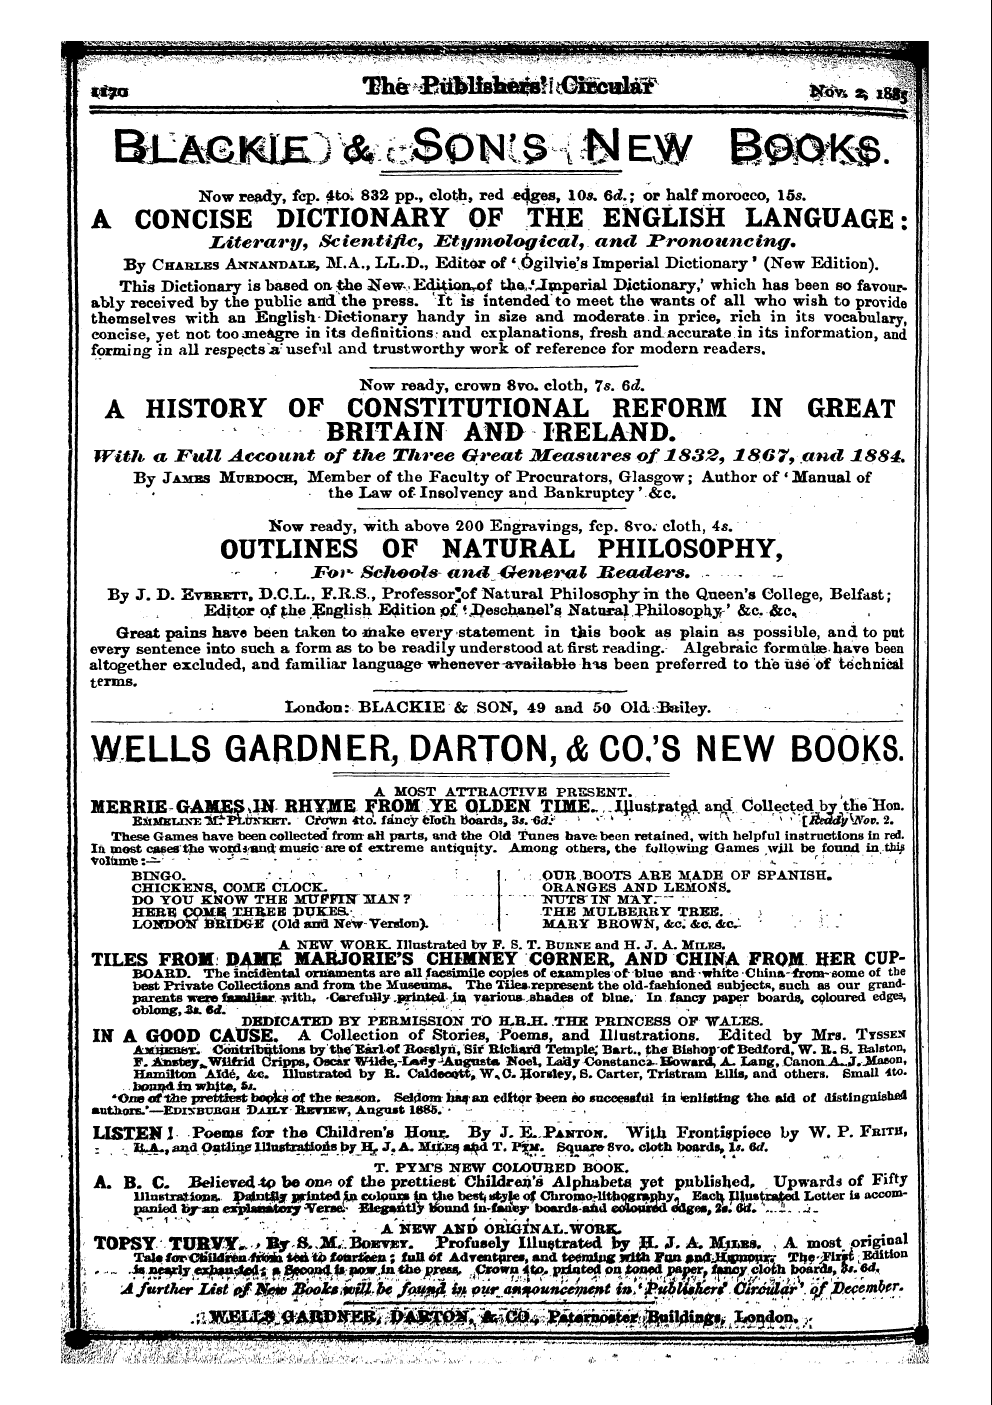 1170 The Publishers' Circular Nov. 2, 1885
BLACKIE & SON'S NEW BOOKS.
Now ready, fcp. 4to. 832 pp., cloth, red edges, 10s. 6d.; or half morocco, 15s.
A CONCISE DICTIONARY OF THE ENGLISH LANGUAGE:
Literary, Scientific, Etymological, and Pronouncing.
By CHARLES ANNANDALE, M.A., LL.D., Editor of 'Ogilvie's Imperial Dictionary' (New Edition).
This Dictionary is based on the New Edition of the 'Imperial Dictionary,' which has been so favour-
ably received by the public and the press. It is intended to meet the wants of all who wish to provide
themselves with an English Dictionary handy in size and moderate in price, rich in its vocabulary,
concise, yet not too meagre in its definitions and explanations, fresh and accurate in its information, and
forming in all respects a useful and trustworthy work of reference for modern readers.
Now ready, crown 8vo. cloth, 7s. 6d.
A HISTORY OF CONSTITUTIONAL REFORM IN GREAT
BRITAIN AND IRELAND.
With a Full Account of the Three Great Measures of 1832, 1867, and 1884.
By JAMES MURDOCH, Member of the Faculty of Procurators, Glasgow; Author of 'Manual of
the Law of Insolvency and Bankruptcy' &c.
Now ready, with above 200 Engravings, fcp. 8vo. cloth, 4s.
OUTLINES OF NATURAL PHILOSOPHY,
For Schools and General Readers.
By J. D. EVERETT, D.C.L., F.R.S., Professor of Natural Philosophy in the Queen's College, Belfast;
Editor of the English Edition of 'Deschanel's Natural Philosophy' &c. &c.
Great pains have been taken to make every statement in this book as plain as possible, and to put
every sentence into such a form as to be readily understood at first reading. Algebraic formulæ have been
altogether excluded, and familiar language whenever available has been preferred to the use of technical
terms.
London: BLACKIE & SON, 49 and 50 Old Bailey.
WELLS GARDNER, DARTON, & CO.'S NEW BOOKS.
A MOST ATTRACTIVE PRESENT.
MERRIE GAMES IN RHYME FROM YE OLDEN TIME. Illustrated and Collected by the Hon.
EMMELINE M. PLUNKET. Crown 4to. fancy cloth boards, 3s. 6d. [Ready Nov. 2.
These Games have been collected from all parts, and the Old Tunes have been retained, with helpful instructions in red.
In most cases the words and music are of extreme antiquity. Among others, the following Games will be found in this
volume:—
BINGO.
CHICKENS, COME CLOCK.
DO YOU KNOW THE MUFFIN MAN?
HERE COME THREE DUKES.
LONDON BRIDGE (Old and New Version).
OUR BOOTS ARE MADE OF SPANISH.
ORANGES AND LEMONS.
NUTS IN MAY.
THE MULBERRY TREE.
MARY BROWN, &c. &c. &c.
A NEW WORK. Illustrated by F. S. T. BURNE and H. J. A. MILES.
TILES FROM DAME MARJORIE'S CHIMNEY CORNER, AND CHINA FROM HER CUP-
BOARD. The incidental ornaments are all facsimile copies of examples of blue and white China from some of the
best Private Collections and from the Museums. The Tiles represent the old-fashioned subjects, such as our grand-
parents were familiar with. Carefully printed in various shades of blue. In fancy paper boards, coloured edges,
oblong, 3s. 6d.
DEDICATED BY PERMISSION TO H.R.H. THE PRINCESS OF WALES.
IN A GOOD CAUSE. A Collection of Stories, Poems, and Illustrations. Edited by Mrs. TYSSEN
AMHERST. Contributions by the Earl of Rosslyn, Sir Richard Temple, Bart., the Bishop of Bedford, W. R. S. Ralston,
F. Anstey, Wilfrid Cripps, Oscar Wilde, Lady Augusta Noel, Lady Constance Howard, A. Lang, Canon A. J. Mason,
Hamilton Aïdé, &c. Illustrated by R. Caldecott, W. C. Horsley, S. Carter, Tristram Ellis, and others. Small 4to.
bound in white, 5s.
'One of the prettiest books of the season. Seldom has an editor been so successful in enlisting the aid of distinguished
authors.'—EDINBURGH DAILY REVIEW, August 1885.
LISTEN! Poems for the Children's Hour. By J. E. PANTON. With Frontispiece by W. P. FRITH,
R.A., and Outline Illustrations by H. J. A. MILES and T. PYM. Square 8vo. cloth boards, 1s. 6d.
T. PYM'S NEW COLOURED BOOK.
A. B. C. Believed to be one of the prettiest Children's Alphabets yet published. Upwards of Fifty
Illustrations. Daintily printed in colours in the best style of Chromo-lithography. Each Illustrated Letter is accom-
panied by an explanatory Verse. Elegantly bound in fancy boards and coloured edges, 2s. 6d.
A NEW AND ORIGINAL WORK.
TOPSY TURVY. By S. M. BOEVEY. Profusely Illustrated by H. J. A. MILES. A most original
Tale for Children from ten to fourteen; full of Adventures, and teeming with Fun and Humour. The First Edition
is nearly exhausted; a Second is now in the press. Crown 4to. printed on toned paper, fancy cloth boards, 3s. 6d.
A further List of New Books will be found in our announcement in 'Publishers' Circular' of December.
WELLS GARDNER, DARTON, & CO., Paternoster Buildings, London.